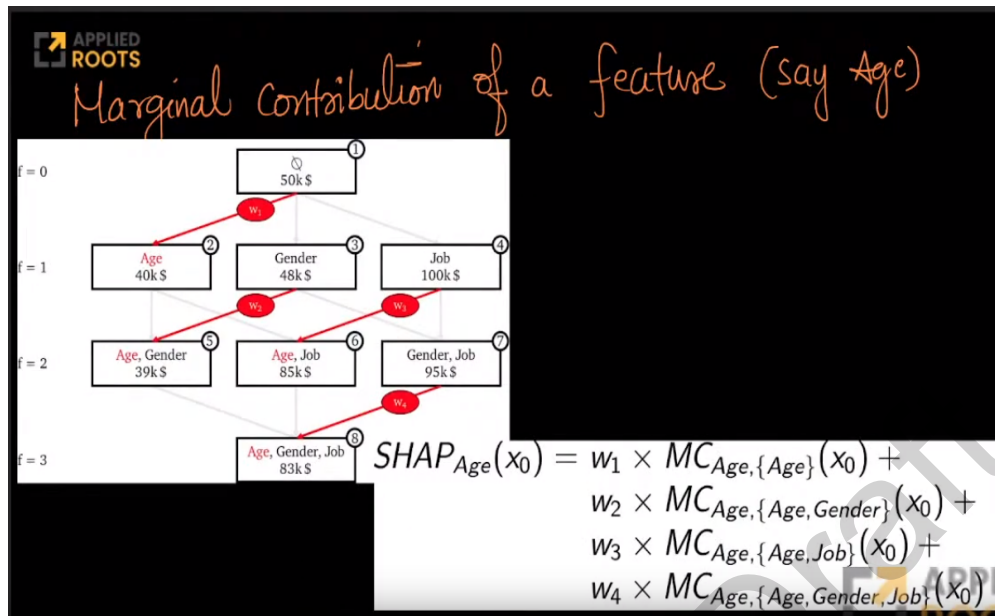 APPLIED
ROOTS
Marginal Contribution of a feature (say Age)
f = 0
1
∅
50k $
w₁
f = 1
2
Age
40k $
3
Gender
48k $
4
Job
100k $
w₂
w₃
f = 2
5
Age, Gender
39k $
6
Age, Job
85k $
7
Gender, Job
95k $
w₄
f = 3
8
Age, Gender, Job
83k $
SHAP_Age(x₀) = w₁ × MC_Age,{Age}(x₀) +
w₂ × MC_Age,{Age,Gender}(x₀) +
w₃ × MC_Age,{Age,Job}(x₀) +
w₄ × MC_Age,{Age,Gender,Job}(x₀)